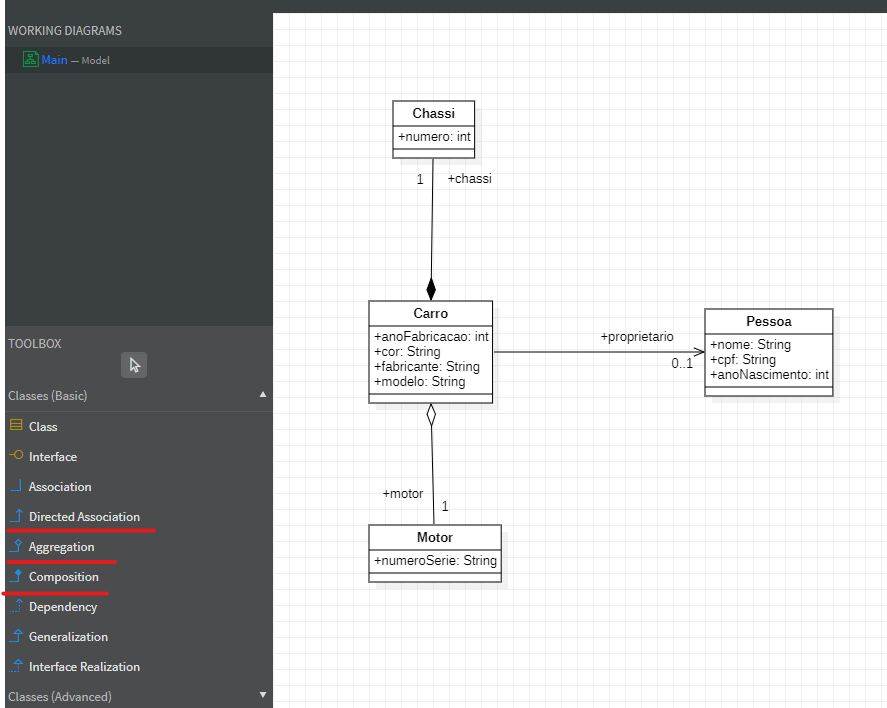 WORKING DIAGRAMS
Main — Model
TOOLBOX
Classes (Basic)
Class
Interface
Association
Directed Association
Aggregation
Composition
Dependency
Generalization
Interface Realization
Classes (Advanced)
Chassi
+numero: int
1 +chassi
Carro
+anoFabricacao: int
+cor: String
+fabricante: String
+modelo: String
+proprietario
0..1
Pessoa
+nome: String
+cpf: String
+anoNascimento: int
+motor
1
Motor
+numeroSerie: String